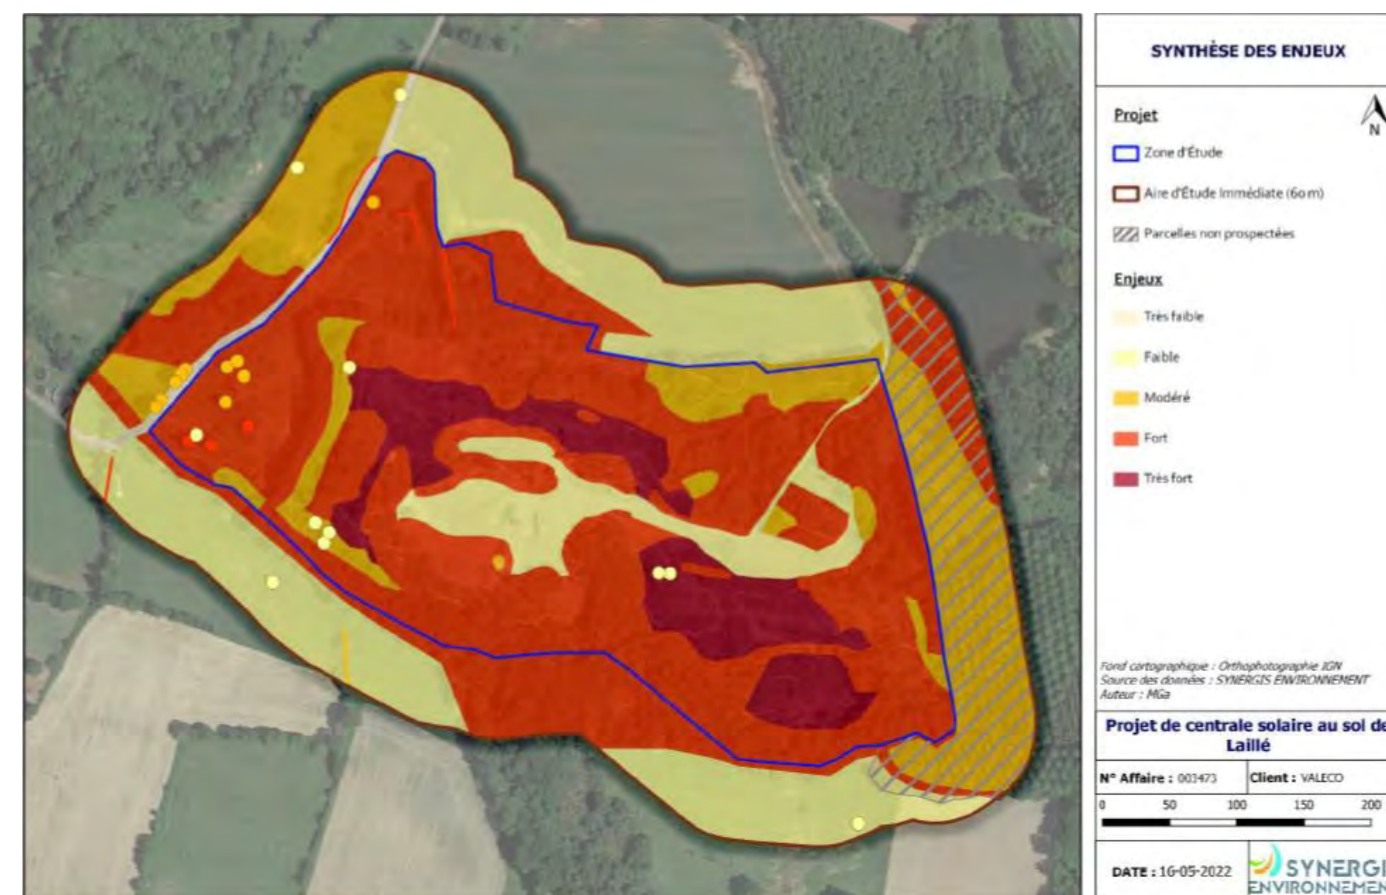 SYNTHÈSE DES ENJEUX
Projet
N
Zone d'Étude
Aire d'Étude Immédiate (60 m)
Parcelles non prospectées
Enjeux
Très faible
Faible
Modéré
Fort
Très fort
Fond cartographique : Orthophotographie IGN
Source des données : SYNERGIS ENVIRONNEMENT
Auteur : MGa
Projet de centrale solaire au sol de
Laillé
N° Affaire : 003473 Client : VALECO
0 50 100 150 200
DATE : 16-05-2022
SYNERGI
ENVIRONNEMEN